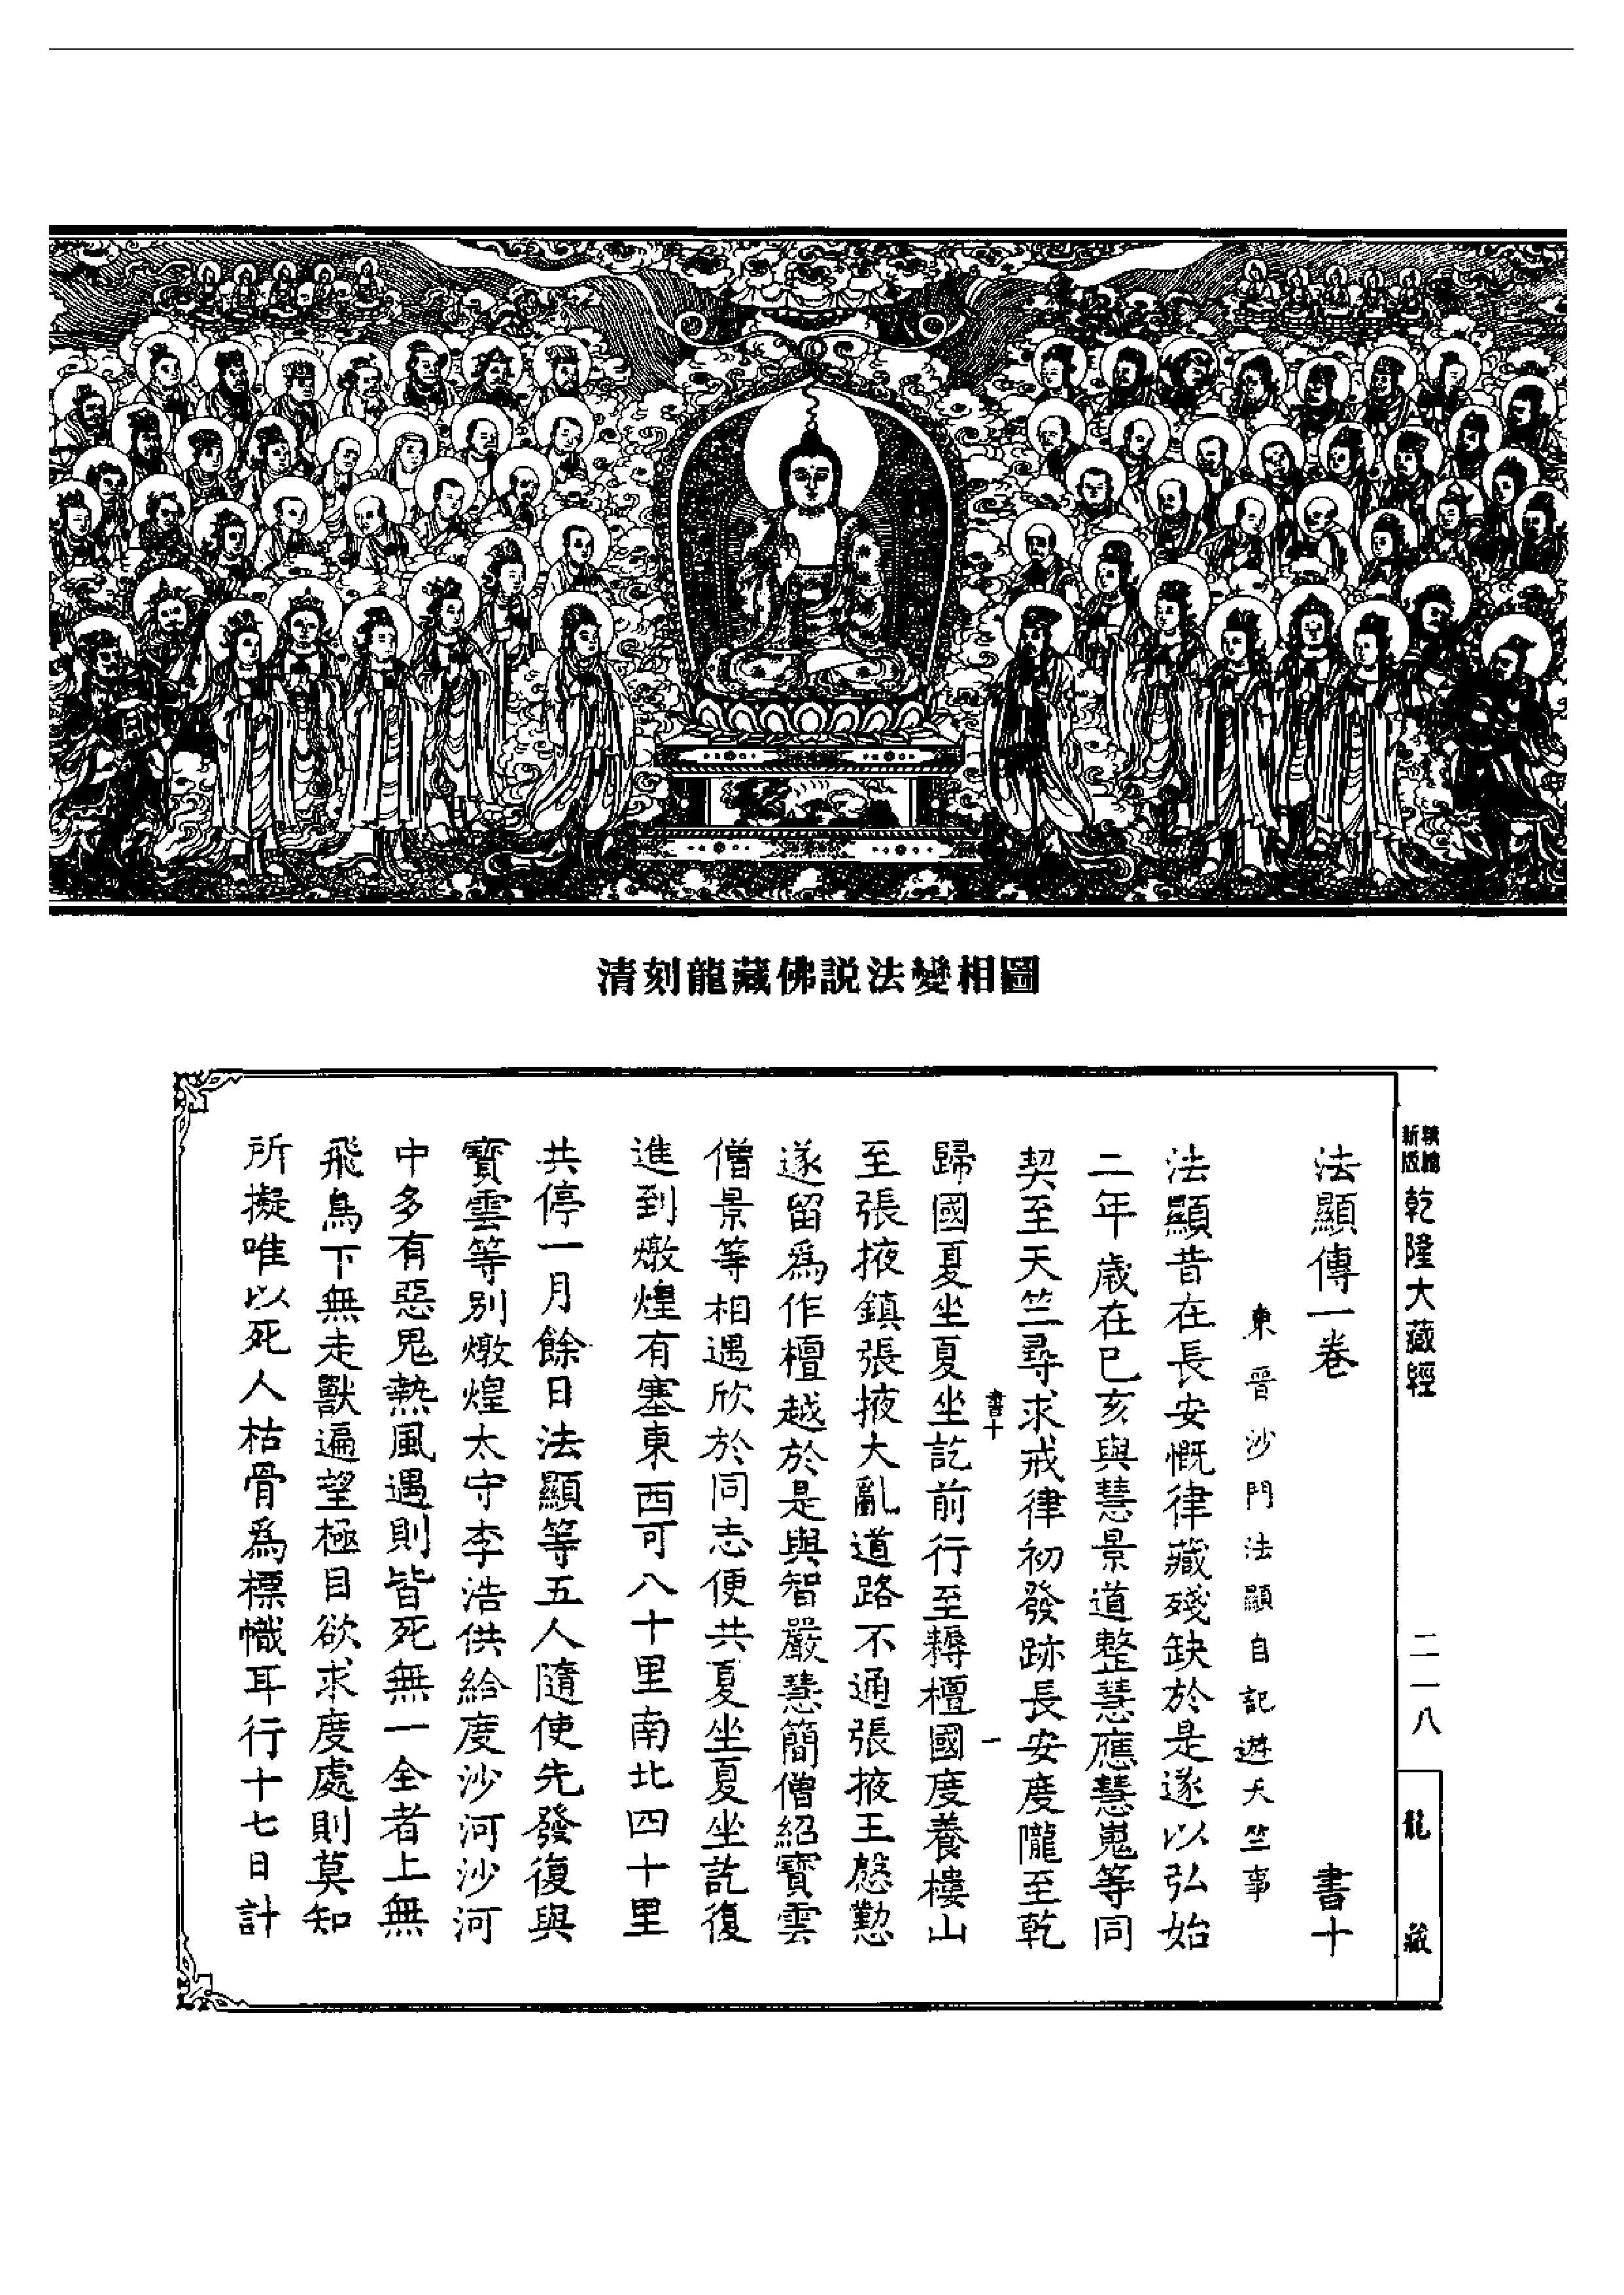 清刻龍藏佛説法變相圖
新版
乾隆大藏經
二一八
龍藏
法顯傳一卷 書十
東晉沙門法顯自記遊天竺事
法顯昔在長安慨律藏殘缺於是遂以弘始
二年歲在已亥與慧景道整慧應慧嵬等同
契至天竺尋求戒律初發跡長安度隴至乾
書十 一
歸國夏坐夏坐訖前行至耨檀國度養樓山
至張掖鎮張掖大亂道路不通張掖王慇懃
遂留爲作檀越於是與智嚴慧簡僧紹寶雲
僧景等相遇欣於同志便共夏坐夏坐訖復
進到燉煌有塞東西可八十里南北四十里
共停一月餘日法顯等五人隨使先發復與
寶雲等別燉煌太守李浩供給度沙河沙河
中多有惡鬼熱風遇則皆死無一全者上無
飛鳥下無走獸遍望極目欲求度處則莫知
所擬唯以死人枯骨爲標幟耳行十七日計